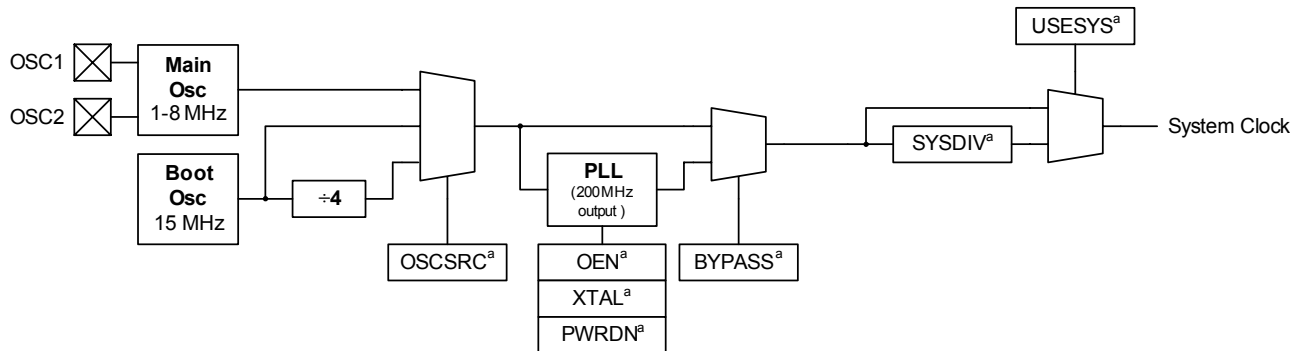 USESYSᵃ
OSC1
OSC2
Main
Osc
1-8 MHz
System Clock
SYSDIVᵃ
Boot
Osc
15 MHz
÷4
PLL
(200MHz
output )
OSCSRCᵃ
OENᵃ
XTALᵃ
PWRDNᵃ
BYPASSᵃ